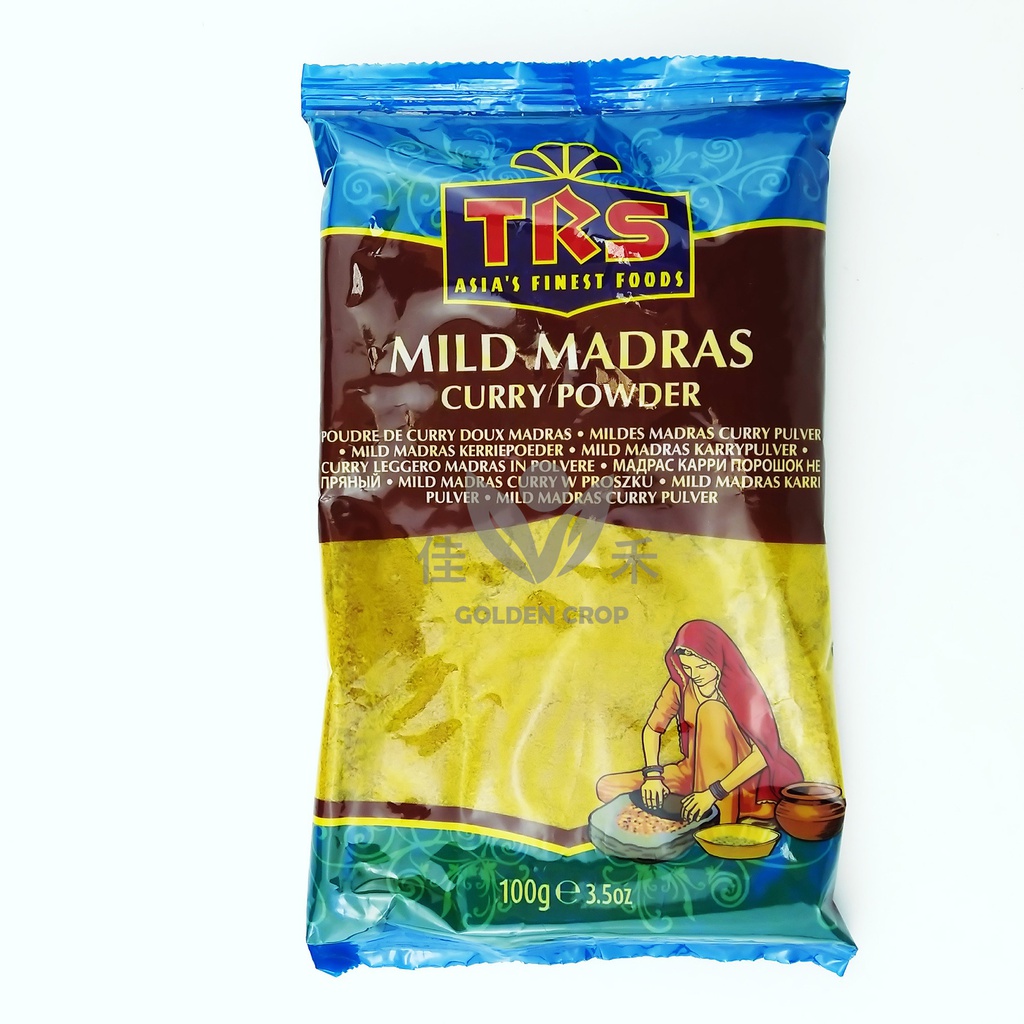 TRS
ASIA'S FINEST FOODS
MILD MADRAS
CURRY POWDER
POUDRE DE CURRY DOUX MADRAS • MILDES MADRAS CURRY PULVER
• MILD MADRAS KERRIEPOEDER • MILD MADRAS KARRYPULVER •
CURRY LEGGERO MADRAS IN POLVERE • МАДРАС КАРРИ ПОРОШОК НЕ
ПРЯНЫЙ • MILD MADRAS CURRY W PROSZKU • MILD MADRAS KARRI
PULVER • MILD MADRAS CURRY PULVER
佳禾
GOLDEN CROP
100g ℮ 3.5oz